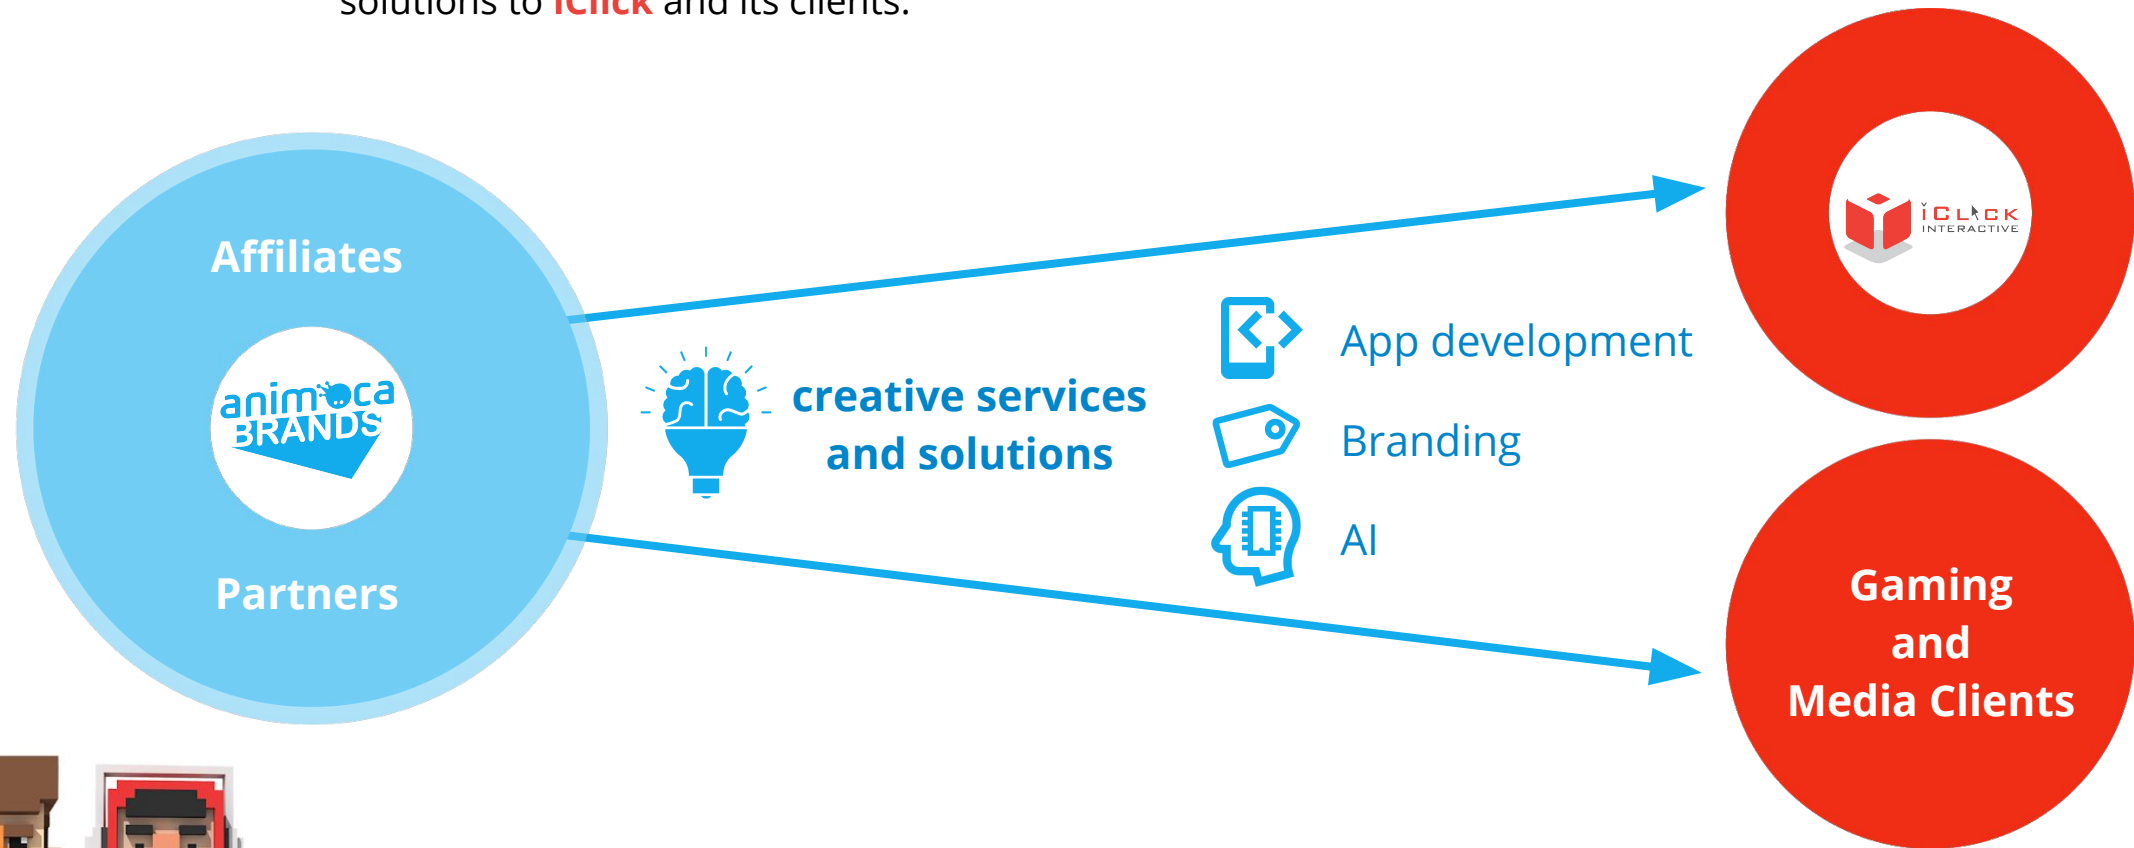 solutions to iClick and its clients.
Affiliates
animoca
BRANDS
Partners
creative services
and solutions
App development
Branding
AI
iCLICK
INTERACTIVE
Gaming
and
Media Clients